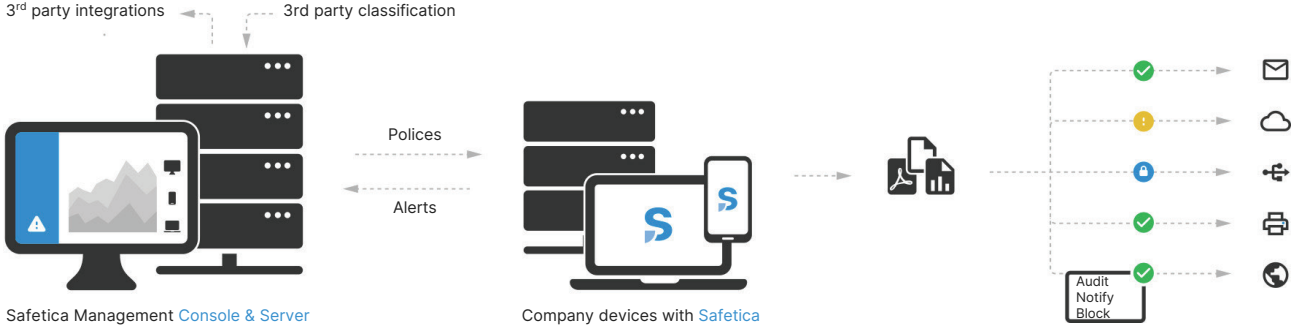 3rd party integrations
3rd party classification
Polices
Alerts
S
S
Audit
Notify
Block
Safetica Management Console & Server
Company devices with Safetica